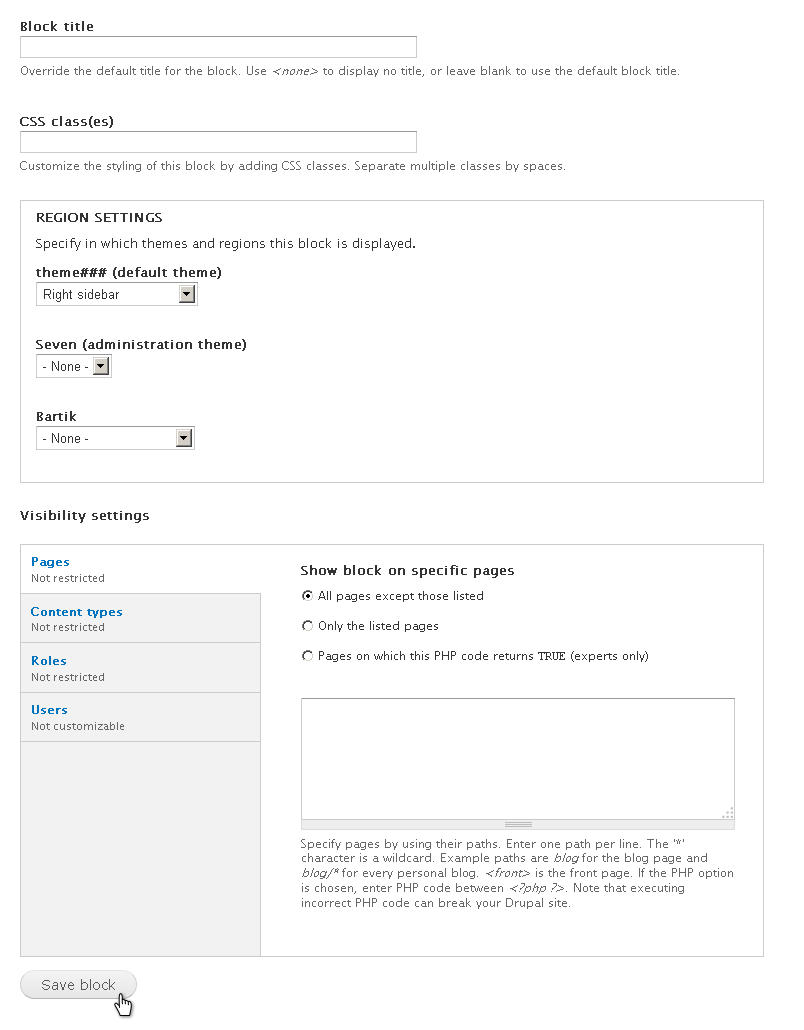 Block title
Override the default title for the block. Use <none> to display no title, or leave blank to use the default block title.
CSS class(es)
Customize the styling of this block by adding CSS classes. Separate multiple classes by spaces.
REGION SETTINGS
Specify in which themes and regions this block is displayed.
theme### (default theme)
Right sidebar
Seven (administration theme)
- None -
Bartik
- None -
Visibility settings
Pages
Not restricted
Content types
Not restricted
Roles
Not restricted
Users
Not customizable
Show block on specific pages
All pages except those listed
Only the listed pages
Pages on which this PHP code returns TRUE (experts only)
Specify pages by using their paths. Enter one path per line. The '*'
character is a wildcard. Example paths are blog for the blog page and
blog/* for every personal blog. <front> is the front page. If the PHP option
is chosen, enter PHP code between <?php ?>. Note that executing
incorrect PHP code can break your Drupal site.
Save block